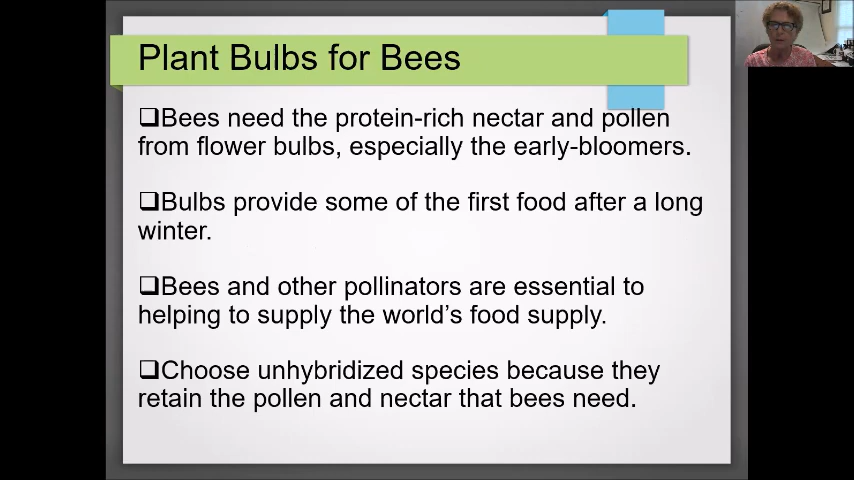 Plant Bulbs for Bees
❑Bees need the protein-rich nectar and pollen
from flower bulbs, especially the early-bloomers.
❑Bulbs provide some of the first food after a long
winter.
❑Bees and other pollinators are essential to
helping to supply the world's food supply.
❑Choose unhybridized species because they
retain the pollen and nectar that bees need.